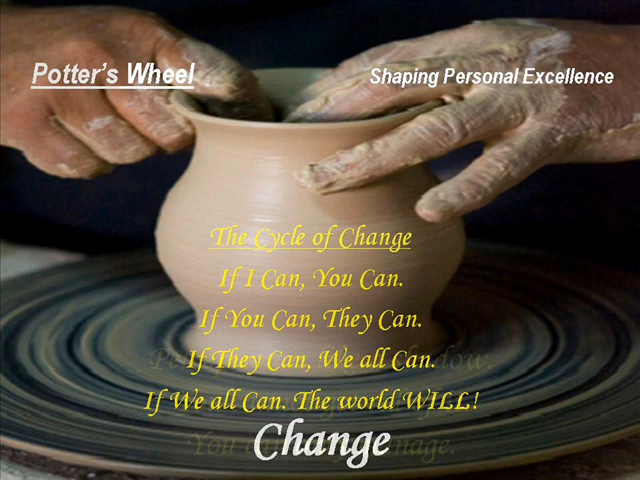 Potter's Wheel
Shaping Personal Excellence
The Cycle of Change
If I Can, You Can.
If You Can, They Can.
If They Can, We all Can.
If We all Can. The world WILL!
Change